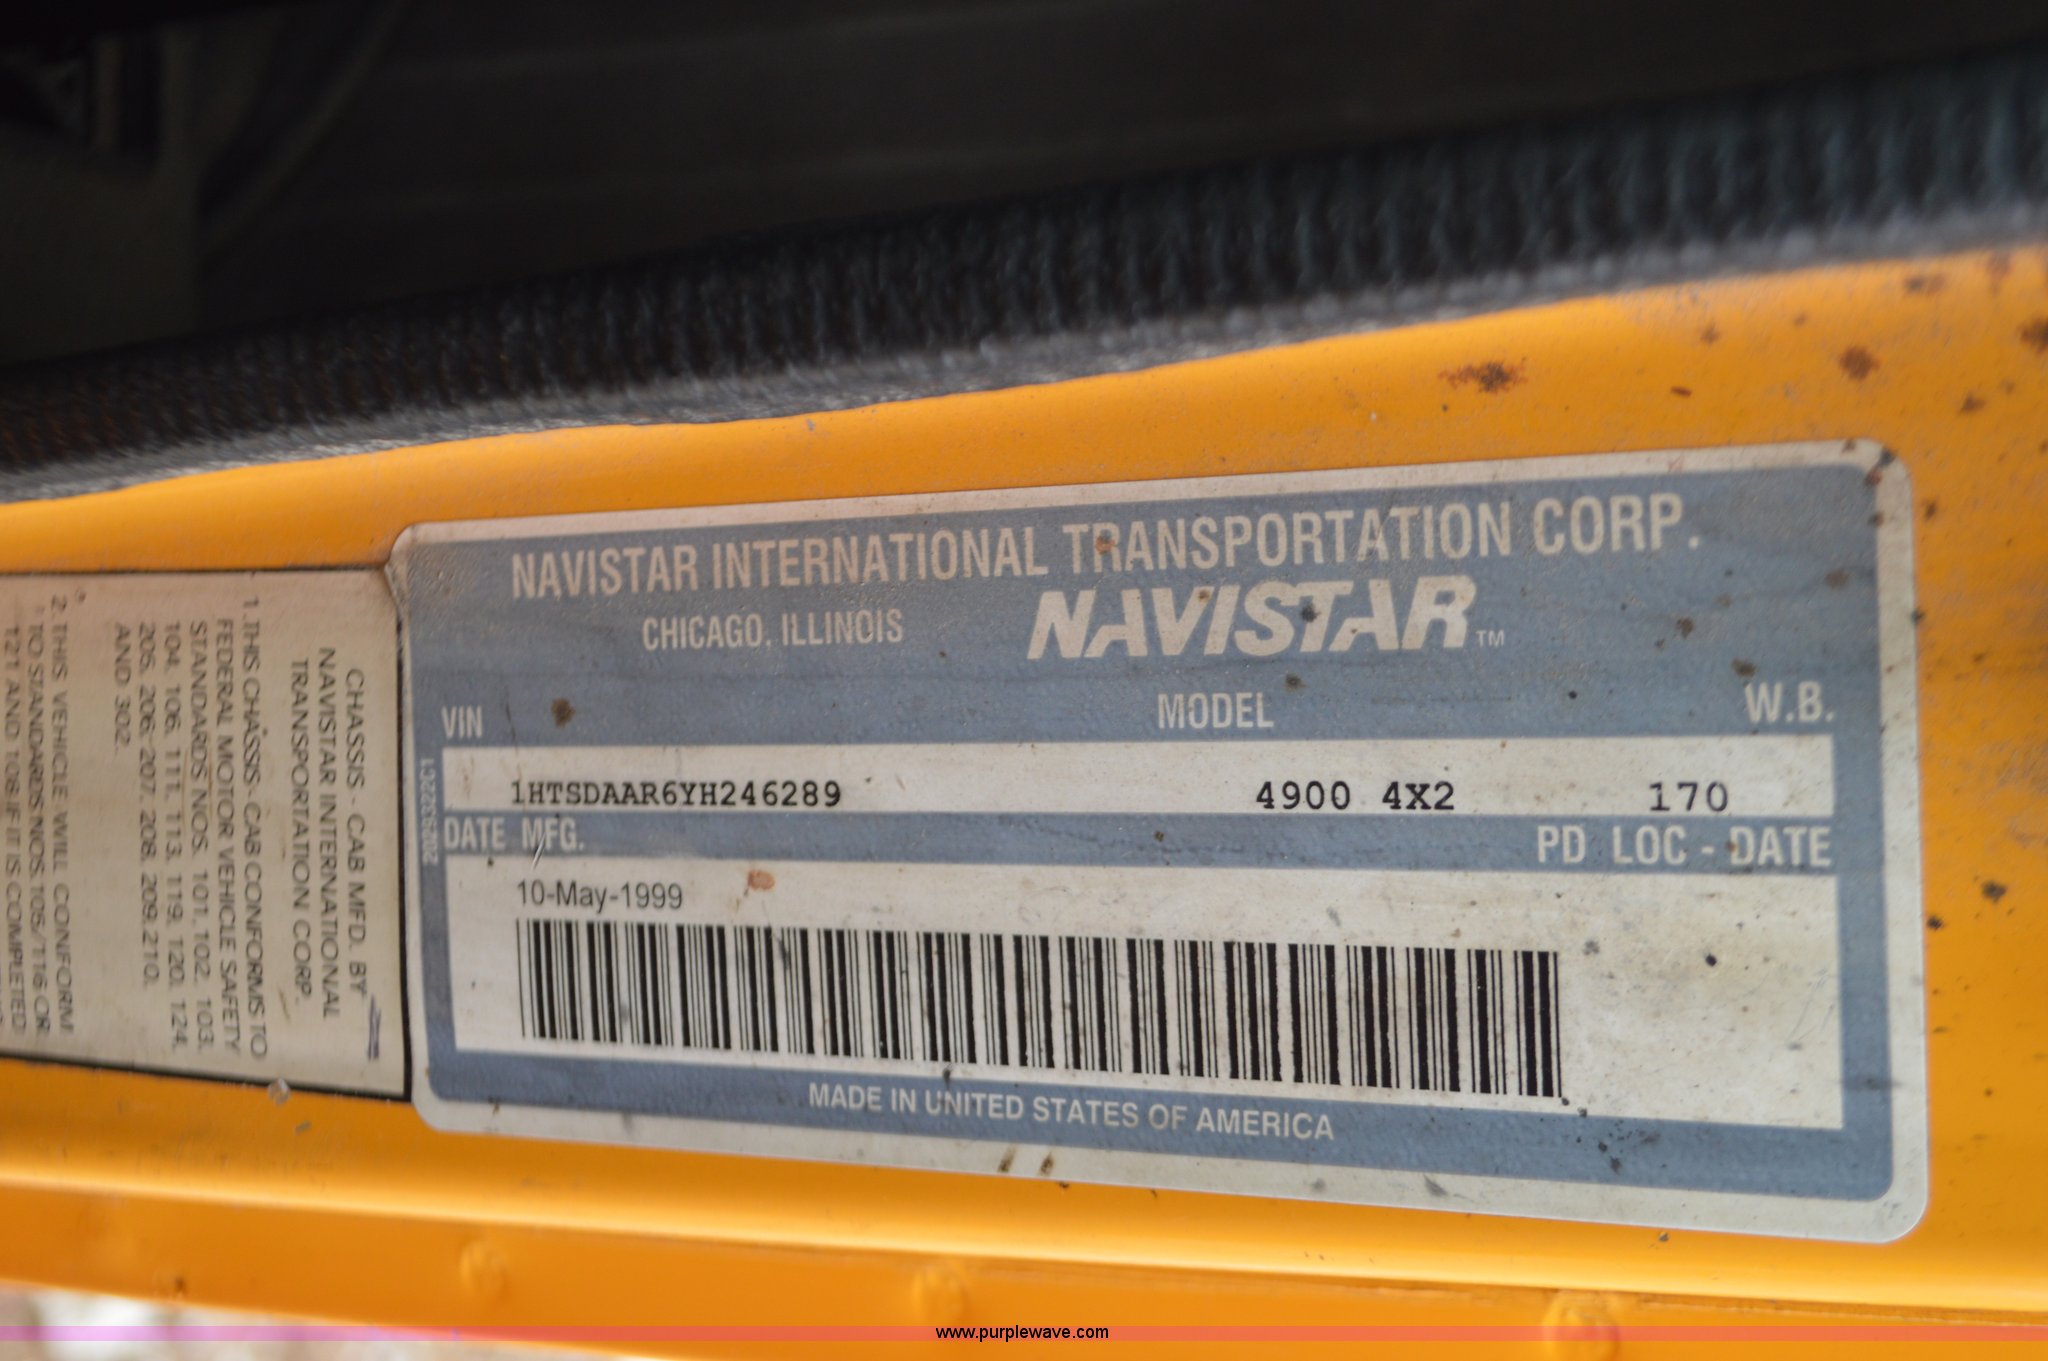 NAVISTAR INTERNATIONAL TRANSPORTATION CORP.
CHICAGO, ILLINOIS NAVISTAR TM
VIN MODEL W.B.
1HTSDAAR6YH246289 4900 4X2 170
DATE MFG. PD LOC - DATE
10-May-1999
MADE IN UNITED STATES OF AMERICA
2029322C1
CHASSIS - CAB MFD. BY
NAVISTAR INTERNATIONAL
TRANSPORTATION CORP.
1. THIS CHASSIS - CAB CONFORMS TO
FEDERAL MOTOR VEHICLE SAFETY
STANDARDS NOS. 101, 102, 103,
104, 106, 111, 113, 119, 120, 124,
205, 206, 207, 208, 209, 210,
AND 302.
2. THIS VEHICLE WILL CONFORM
TO STANDARDS NOS. 105/116 OR
121 AND 108 IF IT IS COMPLETED
www.purplewave.com